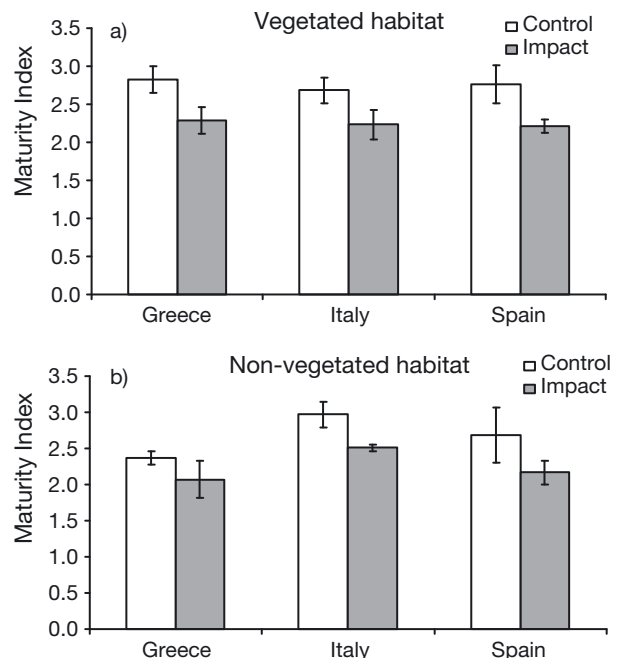 a)
Vegetated habitat
Control
Impact
Maturity Index
3.5
3.0
2.5
2.0
1.5
1.0
0.5
0.0
Greece Italy Spain
b)
Non-vegetated habitat
Control
Impact
Maturity Index
3.5
3.0
2.5
2.0
1.5
1.0
0.5
0.0
Greece Italy Spain